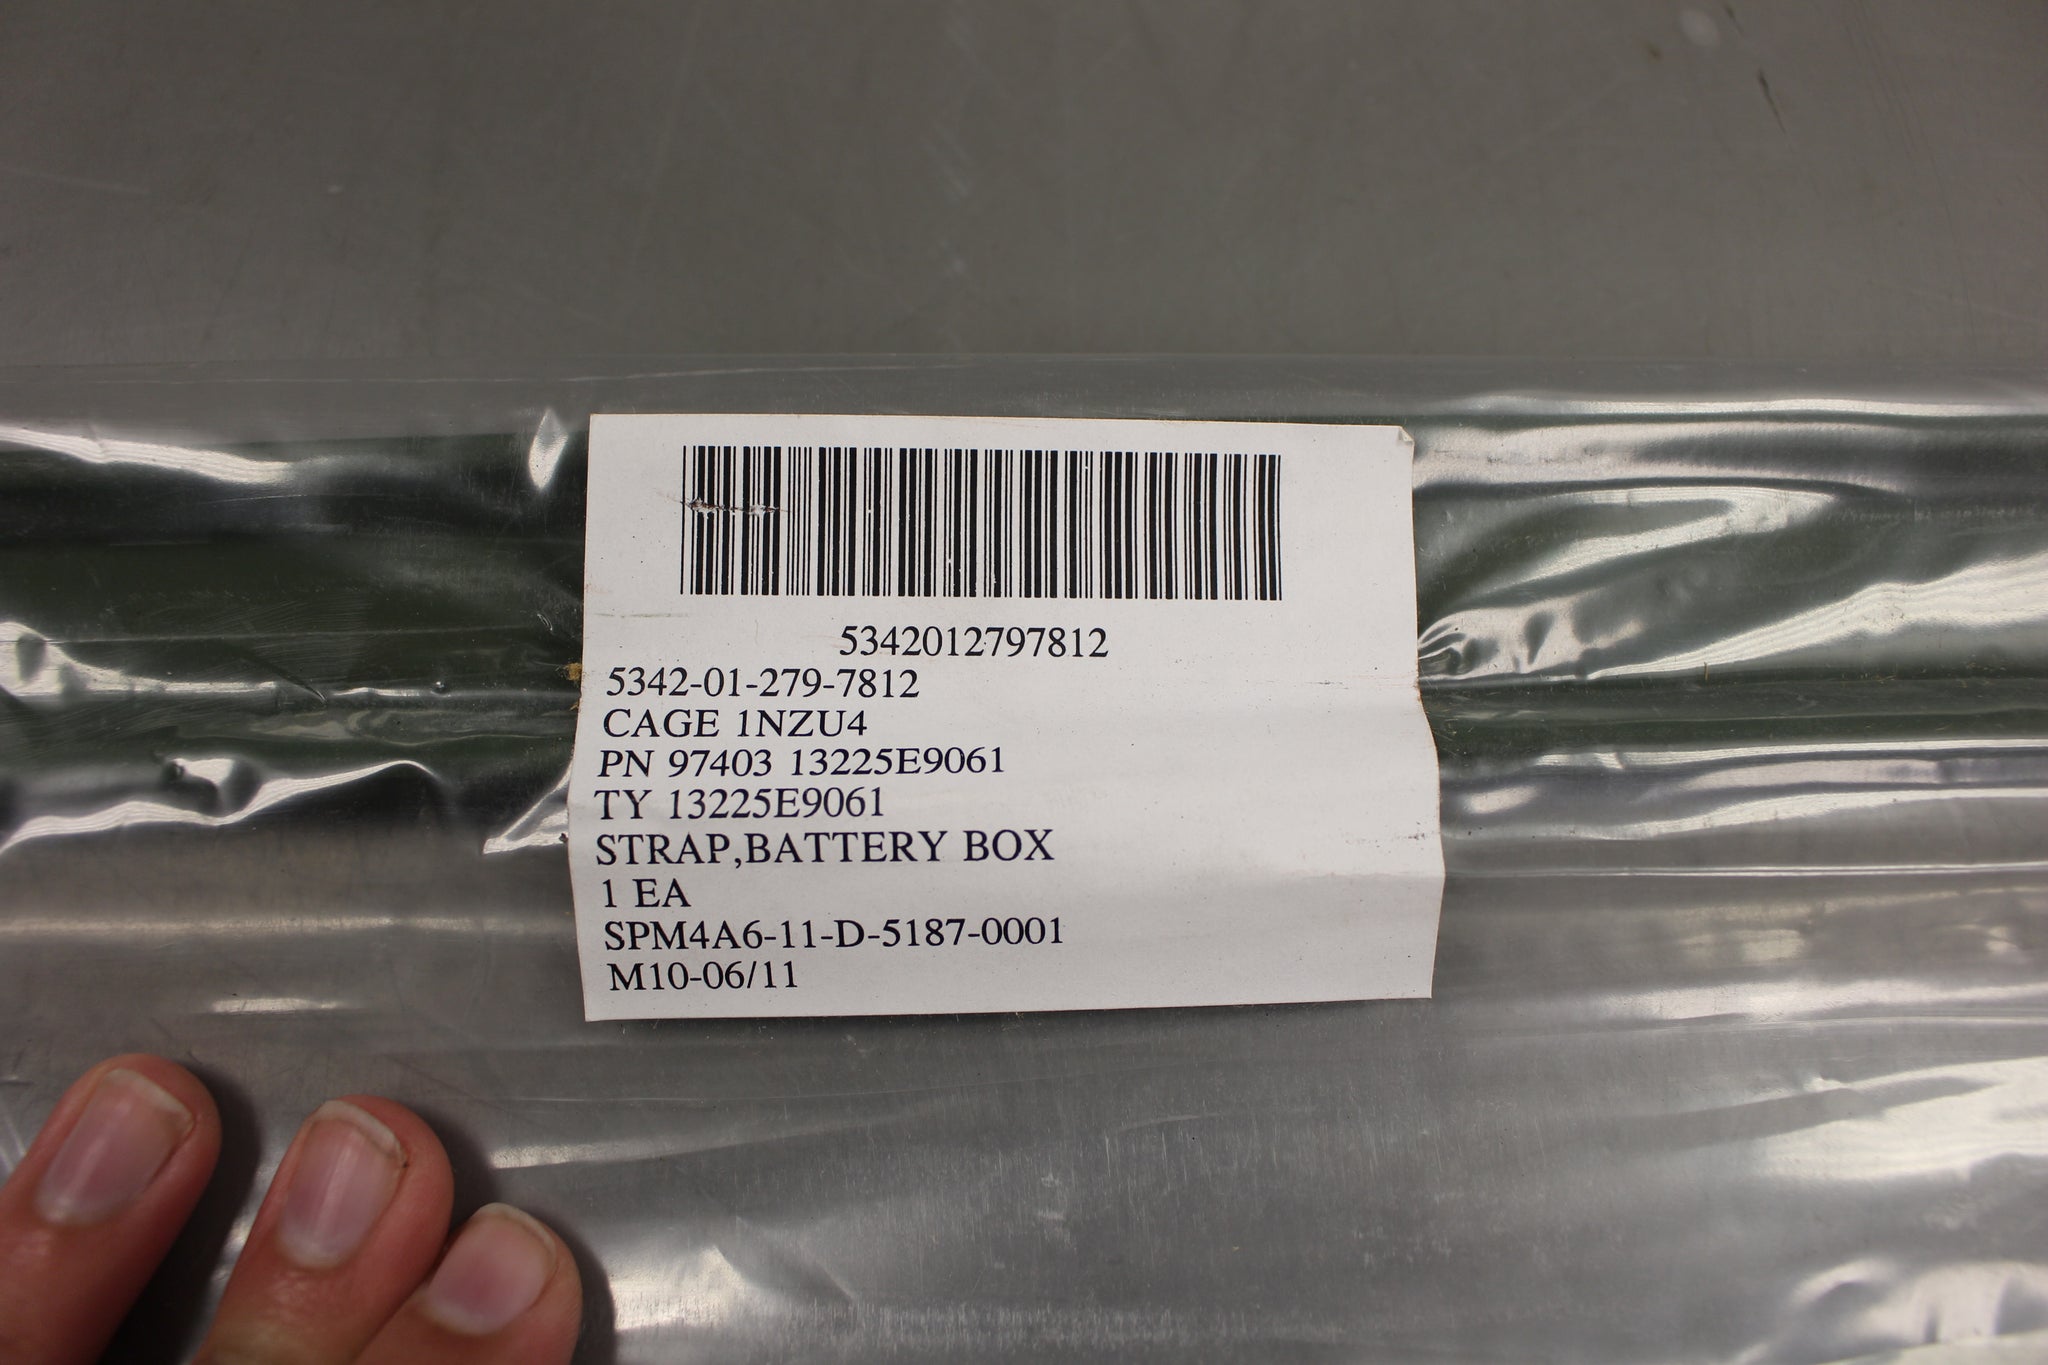 5342012797812
5342-01-279-7812
CAGE 1NZU4
PN 97403 13225E9061
TY 13225E9061
STRAP,BATTERY BOX
1 EA
SPM4A6-11-D-5187-0001
M10-06/11